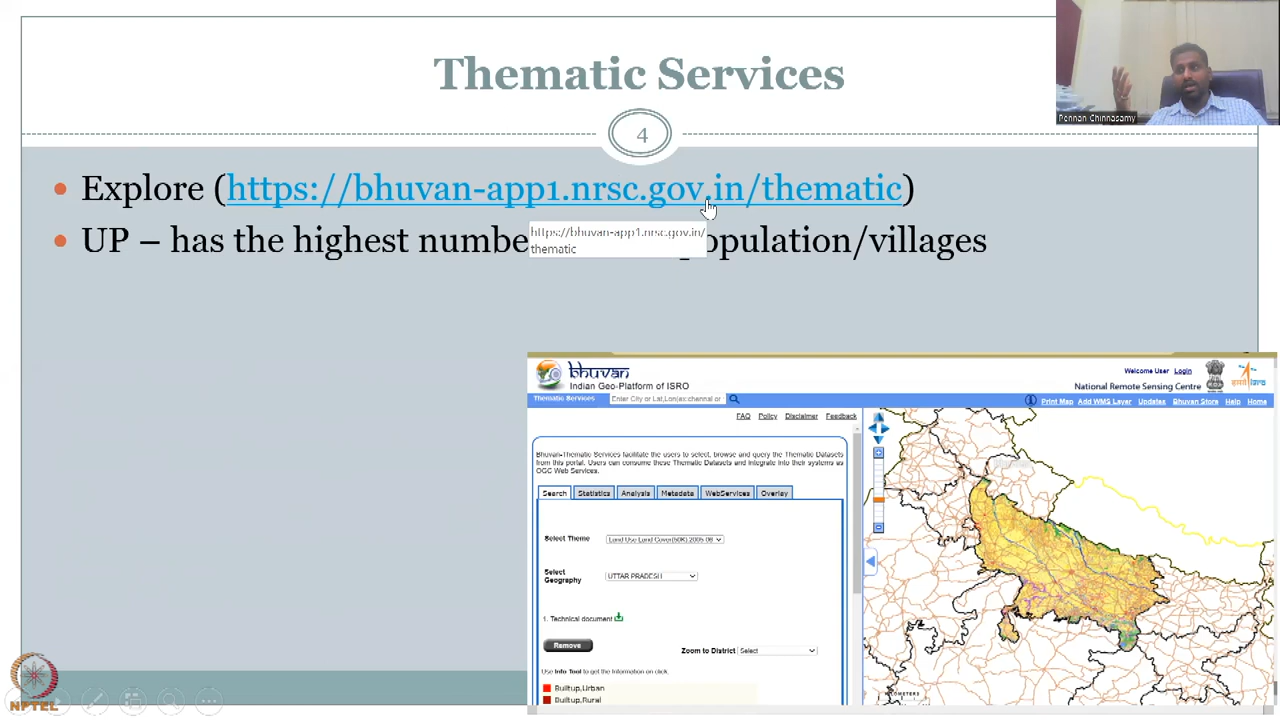 Thematic Services
Pennan Chinnasamy
4
Explore (https://bhuvan-app1.nrsc.gov.in/thematic)
https://bhuvan-app1.nrsc.gov.in/
thematic
UP – has the highest numbe opulation/villages
bhuvan
Indian Geo-Platform of ISRO
Welcome User Login
National Remote Sensing Centre
isro
Thematic Services
Enter City or Lat,Lon(ex:chennai or
Print Map Add WMS Layer Updates Bhuvan Store Help Home
FAQ Policy Disclaimer Feedback
Bhuvan-Thematic Services facilitate the users to select, browse and query the Thematic Datasets
from this portal. Users can consume these Thematic Datasets and Integrate into their systems as
OGC Web Services.
Search Statistics Analysis Metadata WebServices Overlay
Select Theme Land Use Land Cover(50K):2005-06
Select
Geography
UTTAR PRADESH
1. Technical document
Remove
Zoom to District Select
Use Info Tool to get the Information on click.
Builtup,Urban
Builtup,Rural
KILOMETERS
NPTEL